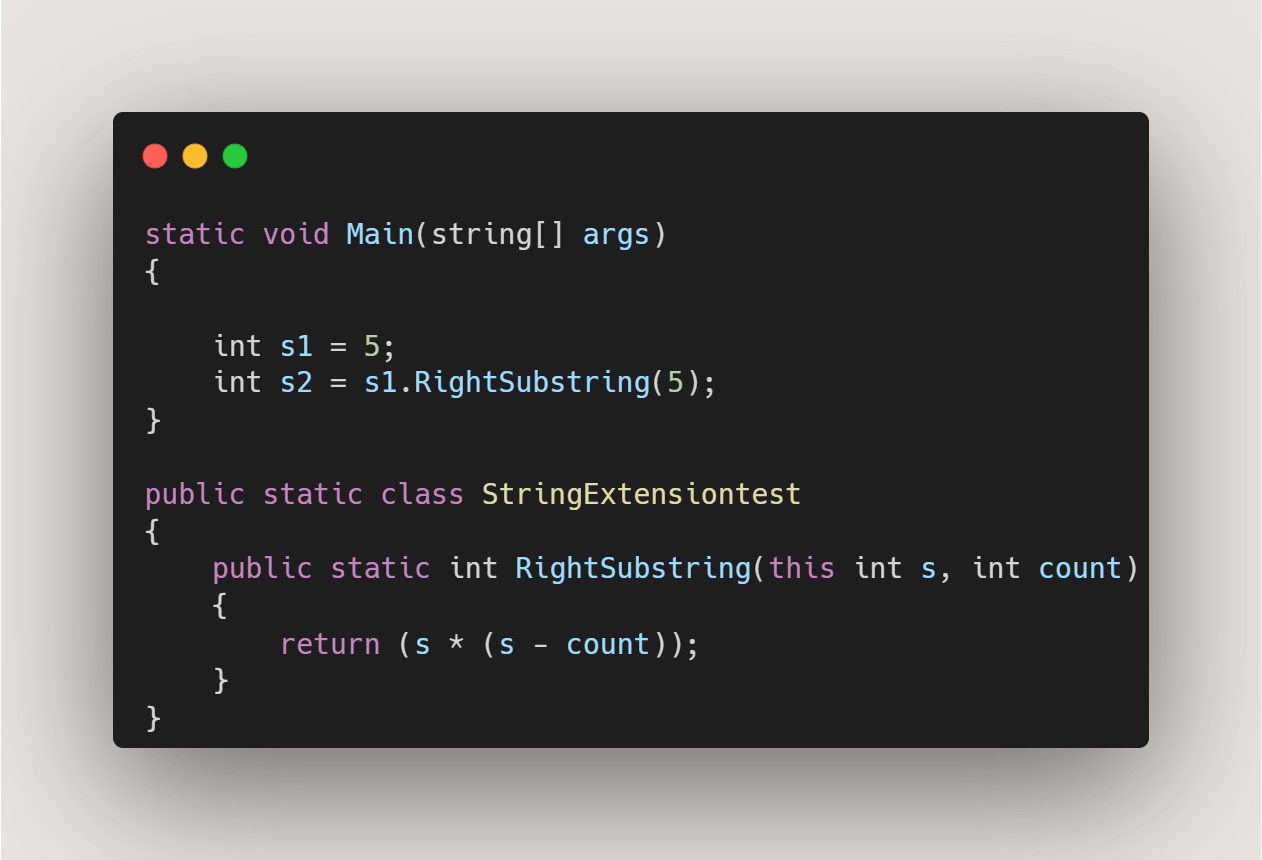 static void Main(string[] args)
{
int s1 = 5;
int s2 = s1.RightSubstring(5);
}
public static class StringExtensiontest
{
public static int RightSubstring(this int s, int count)
{
return (s * (s - count));
}
}